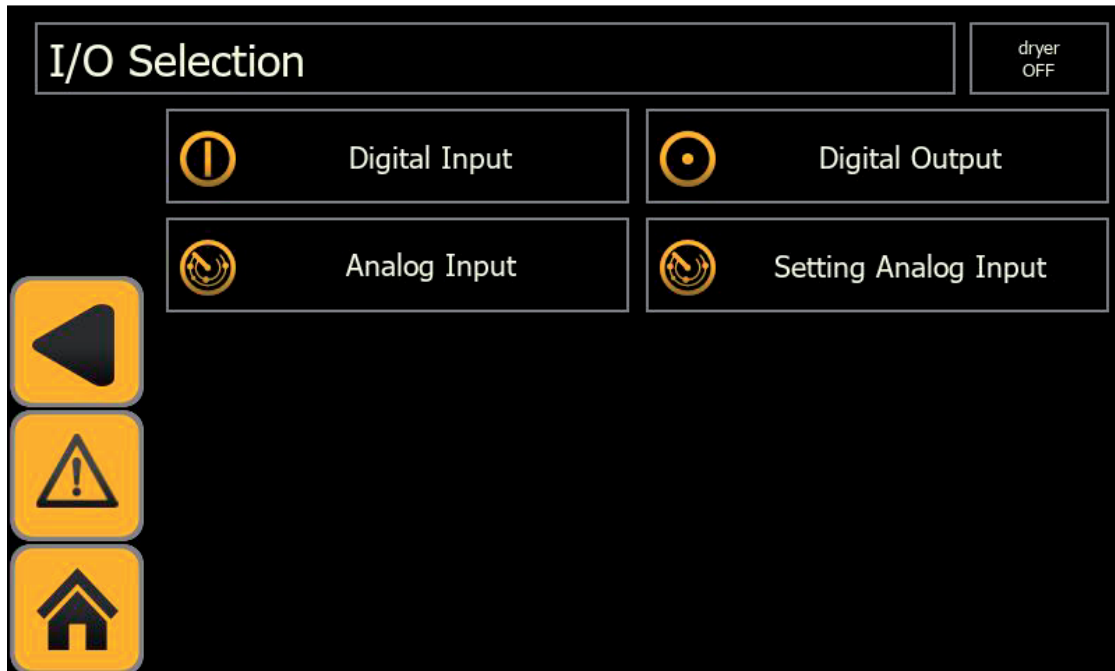 I/O Selection
dryer
OFF
Digital Input
Digital Output
Analog Input
Setting Analog Input